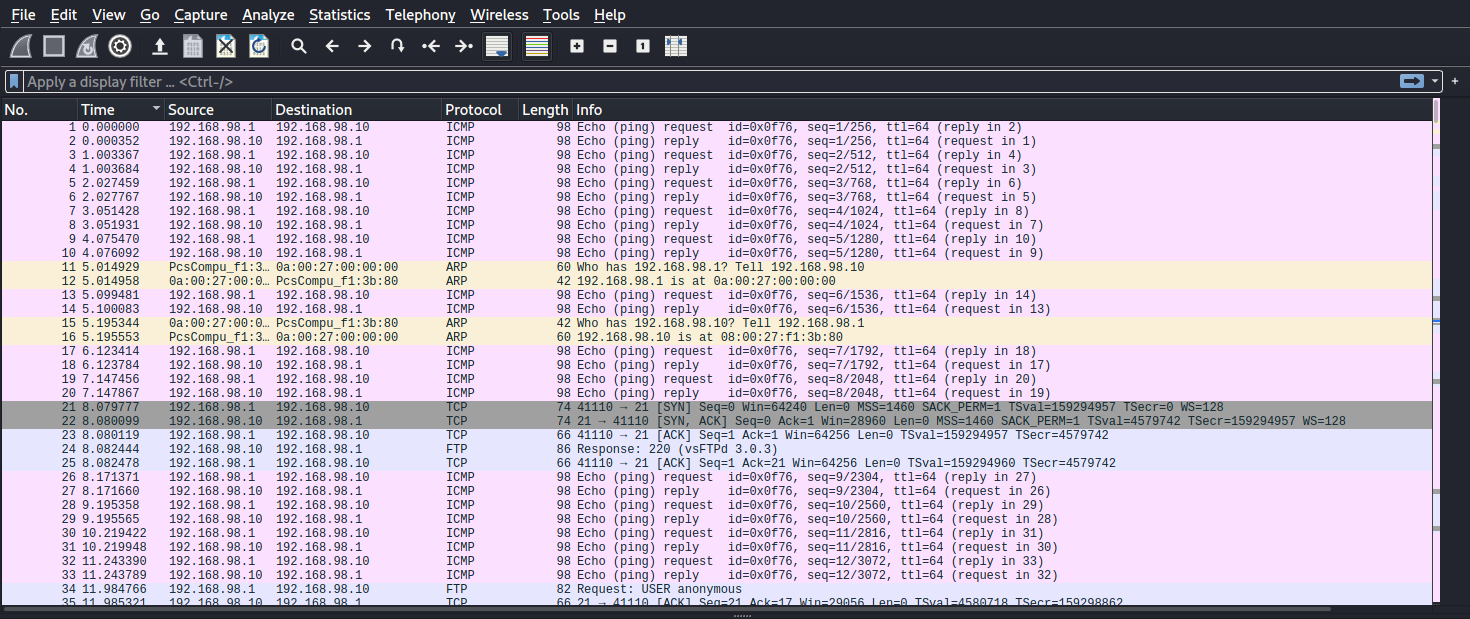 File Edit View Go Capture Analyze Statistics Telephony Wireless Tools Help
Apply a display filter … <Ctrl-/>
No. Time Source Destination Protocol Length Info
1 0.000000 192.168.98.1 192.168.98.10 ICMP 98 Echo (ping) request id=0x0f76, seq=1/256, ttl=64 (reply in 2)
2 0.000352 192.168.98.10 192.168.98.1 ICMP 98 Echo (ping) reply id=0x0f76, seq=1/256, ttl=64 (request in 1)
3 1.003367 192.168.98.1 192.168.98.10 ICMP 98 Echo (ping) request id=0x0f76, seq=2/512, ttl=64 (reply in 4)
4 1.003684 192.168.98.10 192.168.98.1 ICMP 98 Echo (ping) reply id=0x0f76, seq=2/512, ttl=64 (request in 3)
5 2.027459 192.168.98.1 192.168.98.10 ICMP 98 Echo (ping) request id=0x0f76, seq=3/768, ttl=64 (reply in 6)
6 2.027767 192.168.98.10 192.168.98.1 ICMP 98 Echo (ping) reply id=0x0f76, seq=3/768, ttl=64 (request in 5)
7 3.051428 192.168.98.1 192.168.98.10 ICMP 98 Echo (ping) request id=0x0f76, seq=4/1024, ttl=64 (reply in 8)
8 3.051931 192.168.98.10 192.168.98.1 ICMP 98 Echo (ping) reply id=0x0f76, seq=4/1024, ttl=64 (request in 7)
9 4.075470 192.168.98.1 192.168.98.10 ICMP 98 Echo (ping) request id=0x0f76, seq=5/1280, ttl=64 (reply in 10)
10 4.076092 192.168.98.10 192.168.98.1 ICMP 98 Echo (ping) reply id=0x0f76, seq=5/1280, ttl=64 (request in 9)
11 5.014929 PcsCompu_f1:3… 0a:00:27:00:00:00 ARP 60 Who has 192.168.98.1? Tell 192.168.98.10
12 5.014958 0a:00:27:00:0… PcsCompu_f1:3b:80 ARP 42 192.168.98.1 is at 0a:00:27:00:00:00
13 5.099481 192.168.98.1 192.168.98.10 ICMP 98 Echo (ping) request id=0x0f76, seq=6/1536, ttl=64 (reply in 14)
14 5.100083 192.168.98.10 192.168.98.1 ICMP 98 Echo (ping) reply id=0x0f76, seq=6/1536, ttl=64 (request in 13)
15 5.195344 0a:00:27:00:0… PcsCompu_f1:3b:80 ARP 42 Who has 192.168.98.10? Tell 192.168.98.1
16 5.195553 PcsCompu_f1:3… 0a:00:27:00:00:00 ARP 60 192.168.98.10 is at 08:00:27:f1:3b:80
17 6.123414 192.168.98.1 192.168.98.10 ICMP 98 Echo (ping) request id=0x0f76, seq=7/1792, ttl=64 (reply in 18)
18 6.123784 192.168.98.10 192.168.98.1 ICMP 98 Echo (ping) reply id=0x0f76, seq=7/1792, ttl=64 (request in 17)
19 7.147456 192.168.98.1 192.168.98.10 ICMP 98 Echo (ping) request id=0x0f76, seq=8/2048, ttl=64 (reply in 20)
20 7.147867 192.168.98.10 192.168.98.1 ICMP 98 Echo (ping) reply id=0x0f76, seq=8/2048, ttl=64 (request in 19)
21 8.079777 192.168.98.1 192.168.98.10 TCP 74 41110 → 21 [SYN] Seq=0 Win=64240 Len=0 MSS=1460 SACK_PERM=1 TSval=159294957 TSecr=0 WS=128
22 8.080099 192.168.98.10 192.168.98.1 TCP 74 21 → 41110 [SYN, ACK] Seq=0 Ack=1 Win=28960 Len=0 MSS=1460 SACK_PERM=1 TSval=4579742 TSecr=159294957 WS=128
23 8.080119 192.168.98.1 192.168.98.10 TCP 66 41110 → 21 [ACK] Seq=1 Ack=1 Win=64256 Len=0 TSval=159294957 TSecr=4579742
24 8.082444 192.168.98.10 192.168.98.1 FTP 86 Response: 220 (vsFTPd 3.0.3)
25 8.082478 192.168.98.1 192.168.98.10 TCP 66 41110 → 21 [ACK] Seq=1 Ack=21 Win=64256 Len=0 TSval=159294960 TSecr=4579742
26 8.171371 192.168.98.1 192.168.98.10 ICMP 98 Echo (ping) request id=0x0f76, seq=9/2304, ttl=64 (reply in 27)
27 8.171660 192.168.98.10 192.168.98.1 ICMP 98 Echo (ping) reply id=0x0f76, seq=9/2304, ttl=64 (request in 26)
28 9.195358 192.168.98.1 192.168.98.10 ICMP 98 Echo (ping) request id=0x0f76, seq=10/2560, ttl=64 (reply in 29)
29 9.195565 192.168.98.10 192.168.98.1 ICMP 98 Echo (ping) reply id=0x0f76, seq=10/2560, ttl=64 (request in 28)
30 10.219422 192.168.98.1 192.168.98.10 ICMP 98 Echo (ping) request id=0x0f76, seq=11/2816, ttl=64 (reply in 31)
31 10.219948 192.168.98.10 192.168.98.1 ICMP 98 Echo (ping) reply id=0x0f76, seq=11/2816, ttl=64 (request in 30)
32 11.243390 192.168.98.1 192.168.98.10 ICMP 98 Echo (ping) request id=0x0f76, seq=12/3072, ttl=64 (reply in 33)
33 11.243789 192.168.98.10 192.168.98.1 ICMP 98 Echo (ping) reply id=0x0f76, seq=12/3072, ttl=64 (request in 32)
34 11.984766 192.168.98.1 192.168.98.10 FTP 82 Request: USER anonymous
35 11.985321 192.168.98.10 192.168.98.1 TCP 66 21 → 41110 [ACK] Seq=21 Ack=17 Win=29056 Len=0 TSval=4580718 TSecr=159298862